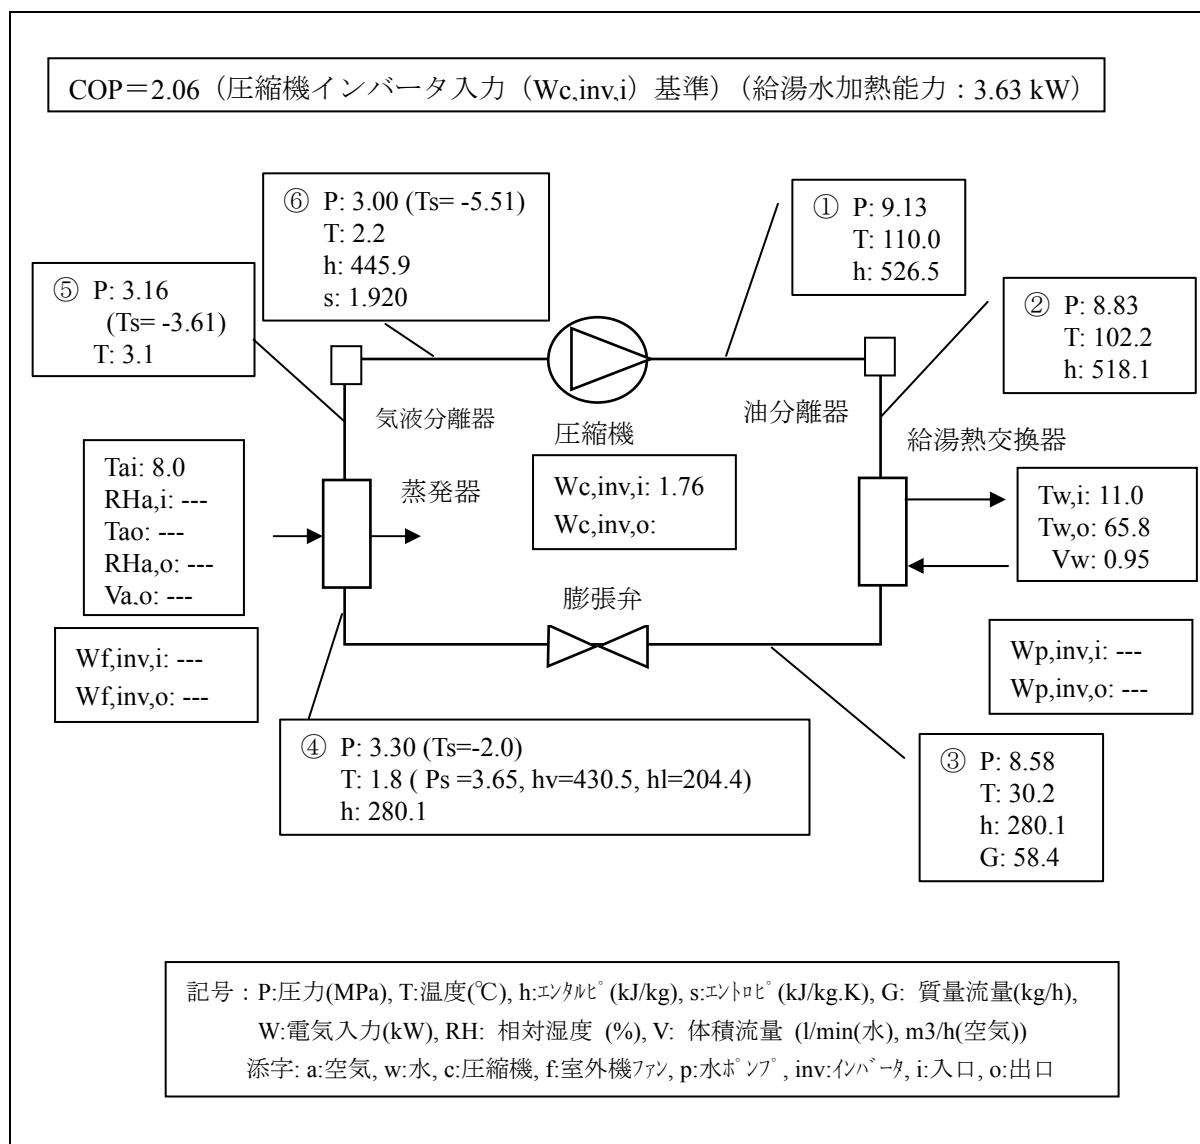 COP＝2.06（圧縮機インバータ入力（Wc,inv,i）基準）（給湯水加熱能力：3.63 kW）
⑥ P: 3.00 (Ts= -5.51)
T: 2.2
h: 445.9
s: 1.920
① P: 9.13
T: 110.0
h: 526.5
⑤ P: 3.16
(Ts= -3.61)
T: 3.1
② P: 8.83
T: 102.2
h: 518.1
気液分離器
圧縮機
油分離器
給湯熱交換器
Tai: 8.0
RHa,i: ---
Tao: ---
RHa,o: ---
Va,o: ---
蒸発器
Wc,inv,i: 1.76
Wc,inv,o:
Tw,i: 11.0
Tw,o: 65.8
Vw: 0.95
膨張弁
Wf,inv,i: ---
Wf,inv,o: ---
Wp,inv,i: ---
Wp,inv,o: ---
④ P: 3.30 (Ts=-2.0)
T: 1.8 ( Ps =3.65, hv=430.5, hl=204.4)
h: 280.1
③ P: 8.58
T: 30.2
h: 280.1
G: 58.4
記号：P:圧力(MPa), T:温度(℃), h:ｴﾝﾀﾙﾋﾟ(kJ/kg), s:ｴﾝﾄﾛﾋﾟ(kJ/kg.K), G: 質量流量(kg/h),
W:電気入力(kW), RH: 相対湿度 (%), V: 体積流量 (l/min(水), m3/h(空気))
添字: a:空気, w:水, c:圧縮機, f:室外機ﾌｧﾝ, p:水ﾎﾟﾝﾌﾟ, inv:ｲﾝﾊﾞｰﾀ, i:入口, o:出口